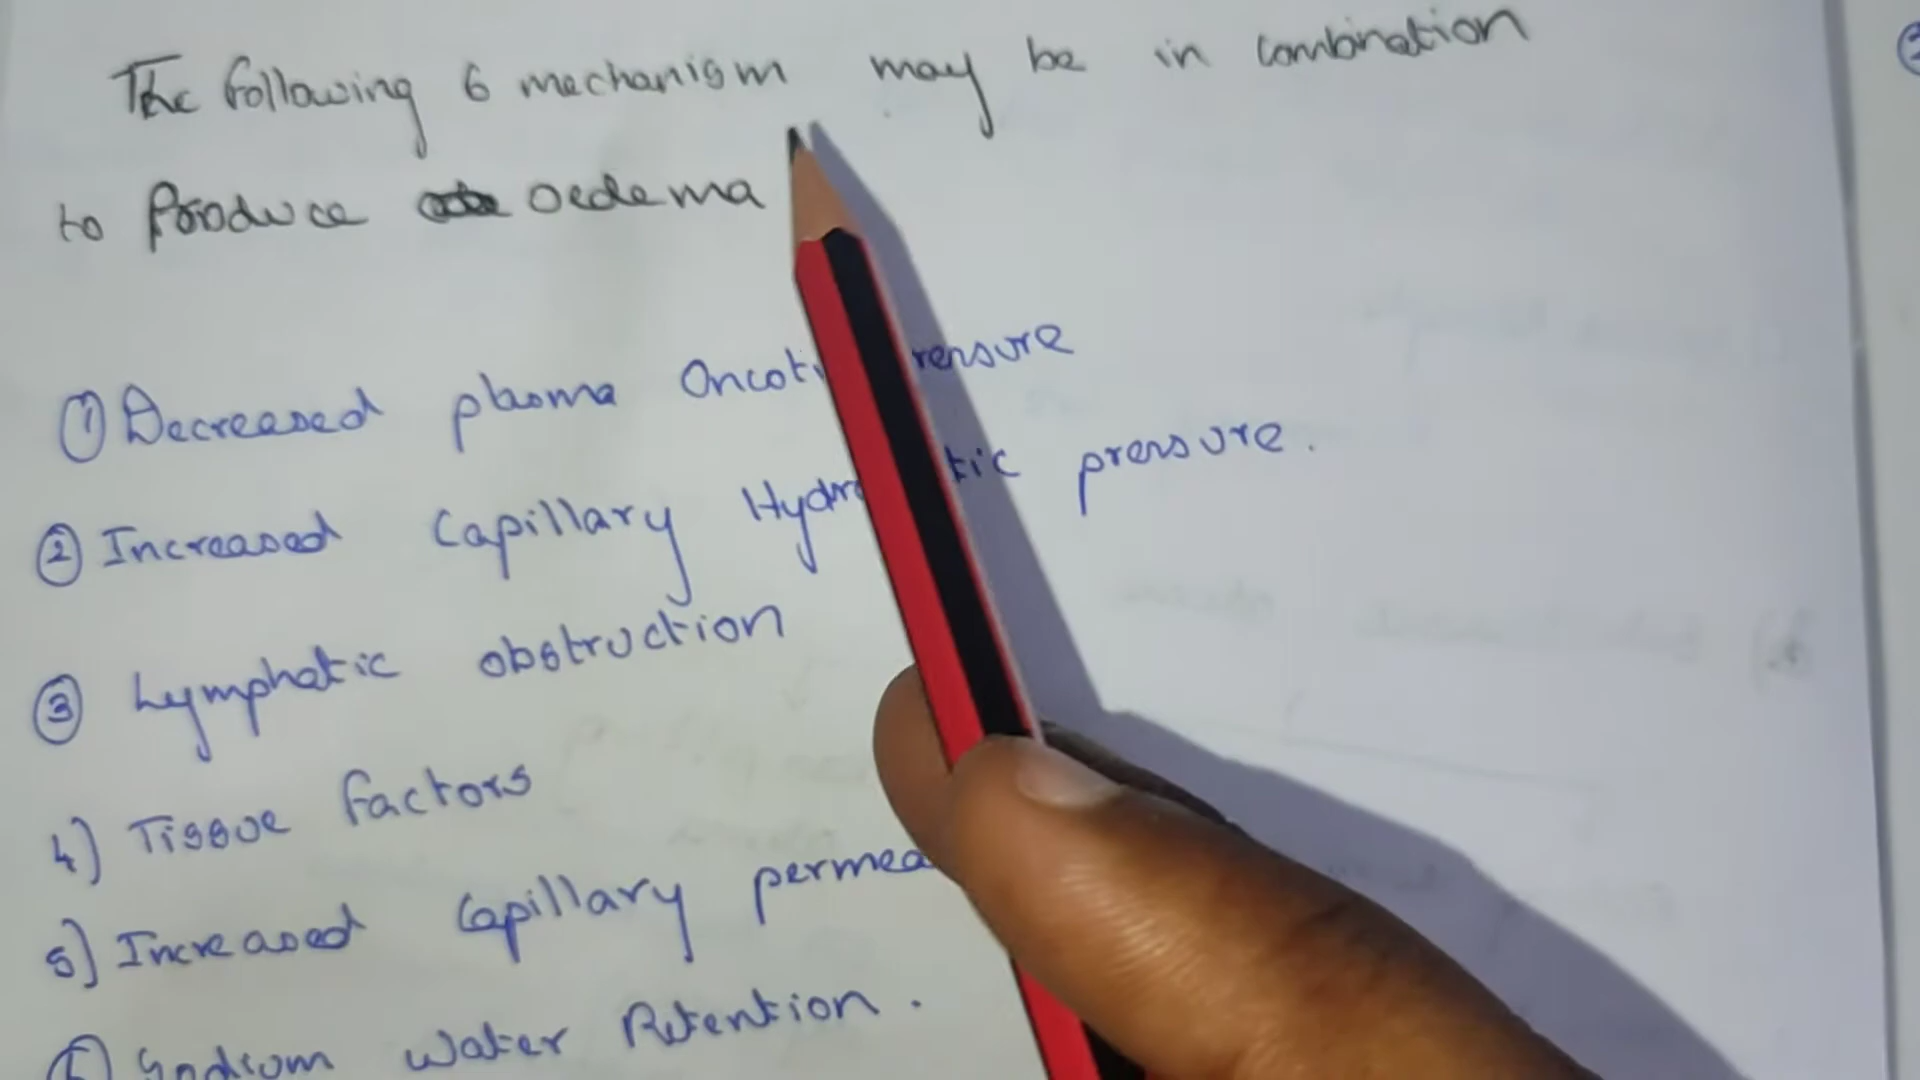 The following 6 mechanism may be in combination
to produce oedema
① Decreased plasma
② Increased Capillary pressure.
③ Lymphatic obstruction
4) Tissue factors
5) Increased Capillary
Sodium Water Retention.